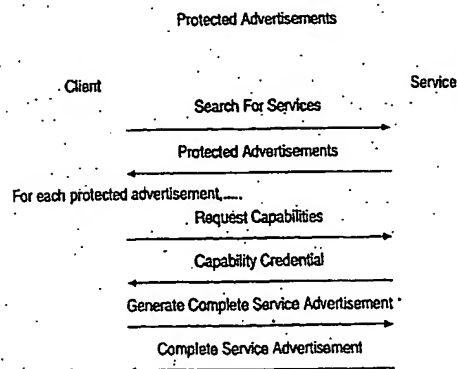 Protected Advertisements
Client
Service
Search For Services
Protected Advertisements
For each protected advertisement,....
Request Capabilities
Capability Credential
Generate Complete Service Advertisement
Complete Service Advertisement